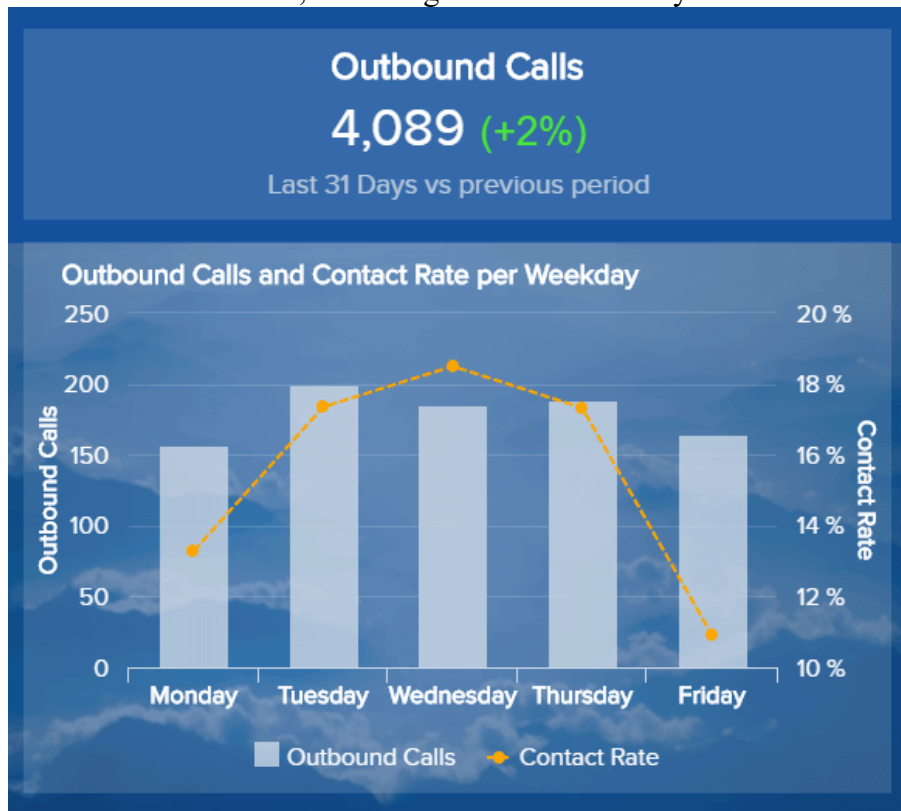 Outbound Calls
4,089 (+2%)
Last 31 Days vs previous period
Outbound Calls and Contact Rate per Weekday
250
200
150
100
50
0
Outbound Calls
20 %
18 %
16 %
14 %
12 %
10 %
Contact Rate
Monday Tuesday Wednesday Thursday Friday
Outbound Calls Contact Rate